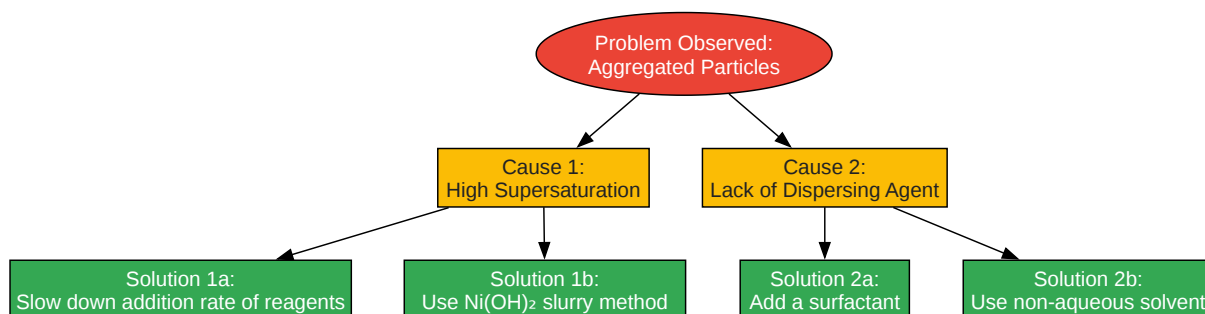 Problem Observed:
Aggregated Particles
Cause 1:
High Supersaturation
Cause 2:
Lack of Dispersing Agent
Solution 1a:
Slow down addition rate of reagents
Solution 1b:
Use Ni(OH)₂ slurry method
Solution 2a:
Add a surfactant
Solution 2b:
Use non-aqueous solvent